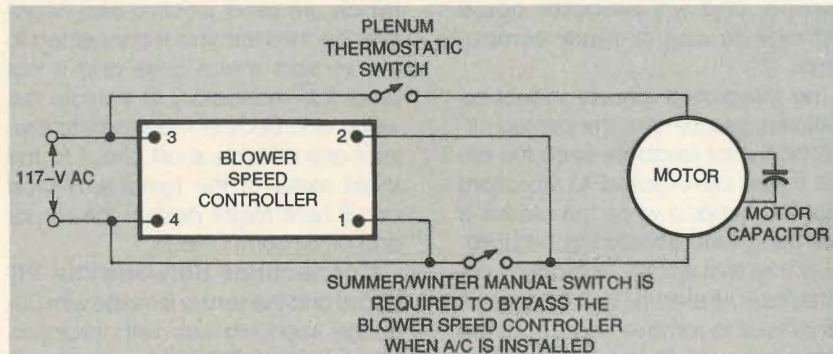 PLENUM
THERMOSTATIC
SWITCH
3
2
BLOWER
SPEED
CONTROLLER
117–V AC
4
1
MOTOR
MOTOR
CAPACITOR
SUMMER/WINTER MANUAL SWITCH IS
REQUIRED TO BYPASS THE
BLOWER SPEED CONTROLLER
WHEN A/C IS INSTALLED